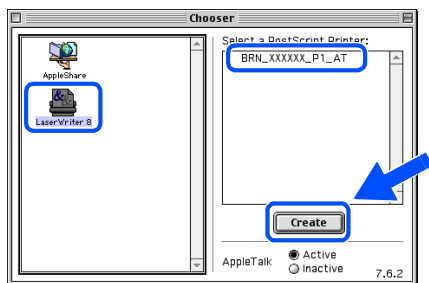 Chooser
AppleShare
LaserWriter 8
Select a PostScript Printer:
BRN_XXXXXX_P1_AT
Create
AppleTalk
Active
Inactive
7.6.2